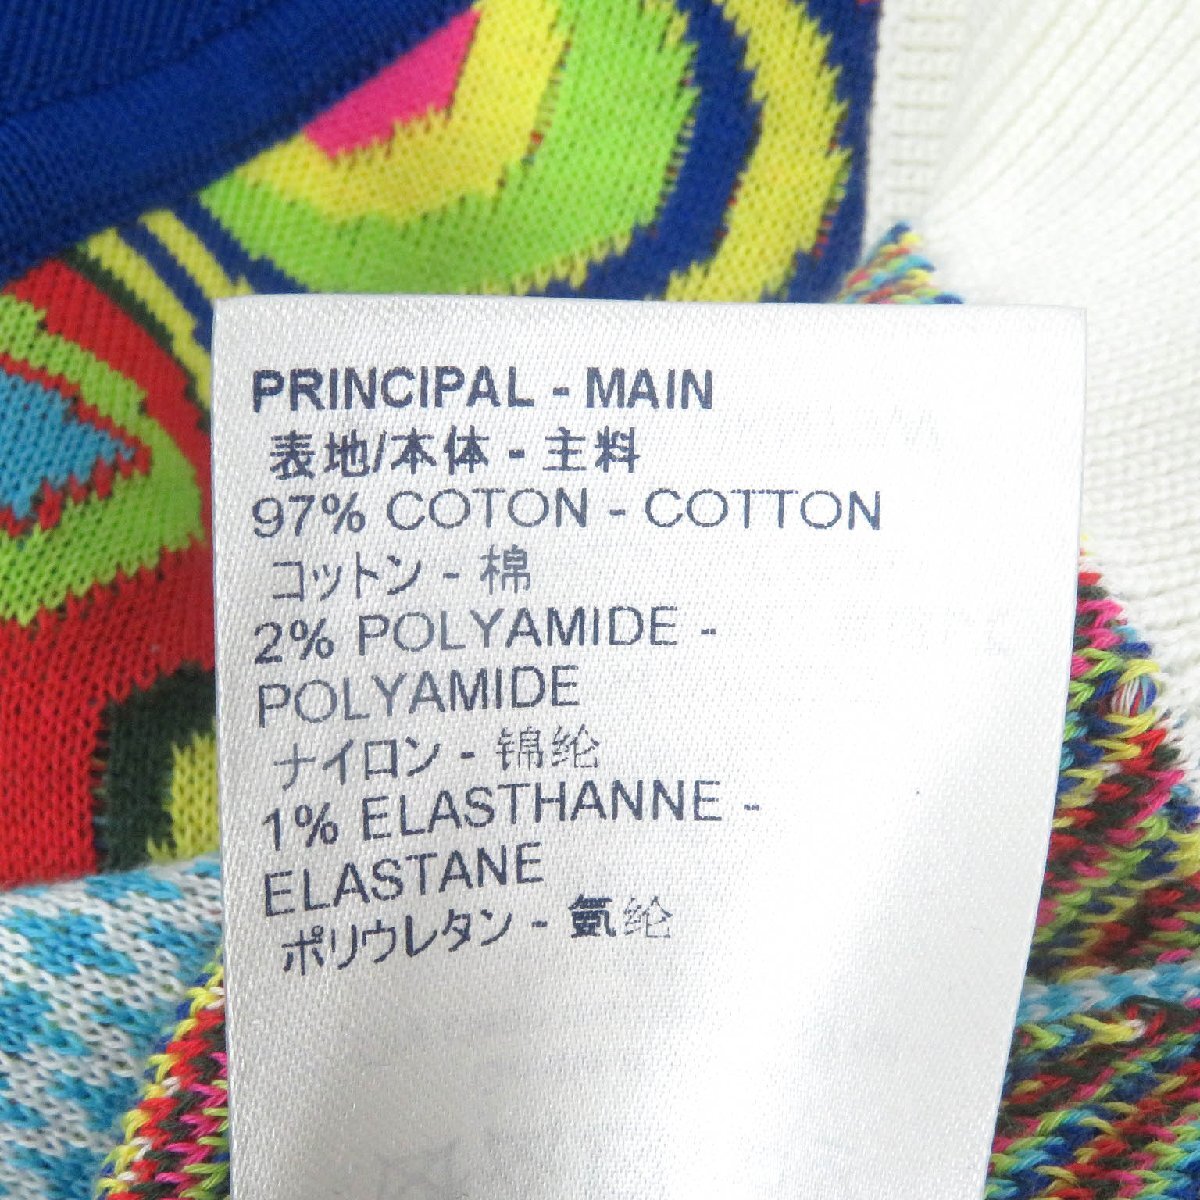 PRINCIPAL - MAIN
表地/本体 - 主料
97% COTON - COTTON
コットン - 棉
2% POLYAMIDE -
POLYAMIDE
ナイロン - 锦纶
1% ELASTHANNE -
ELASTANE
ポリウレタン - 氨纶